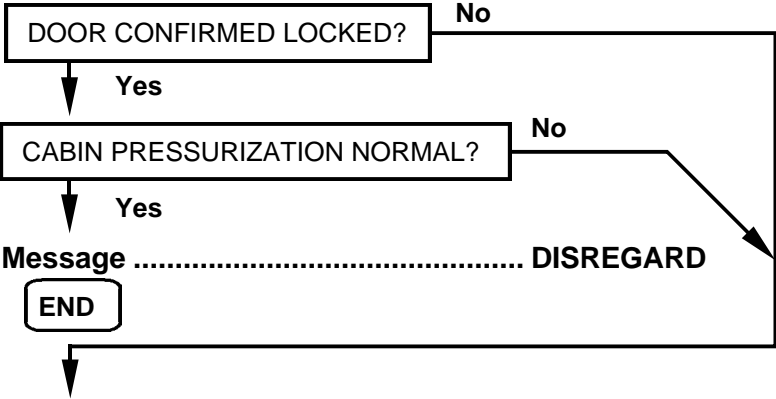 No
DOOR CONFIRMED LOCKED?
Yes
No
CABIN PRESSURIZATION NORMAL?
Yes
Message ............................................... DISREGARD
END